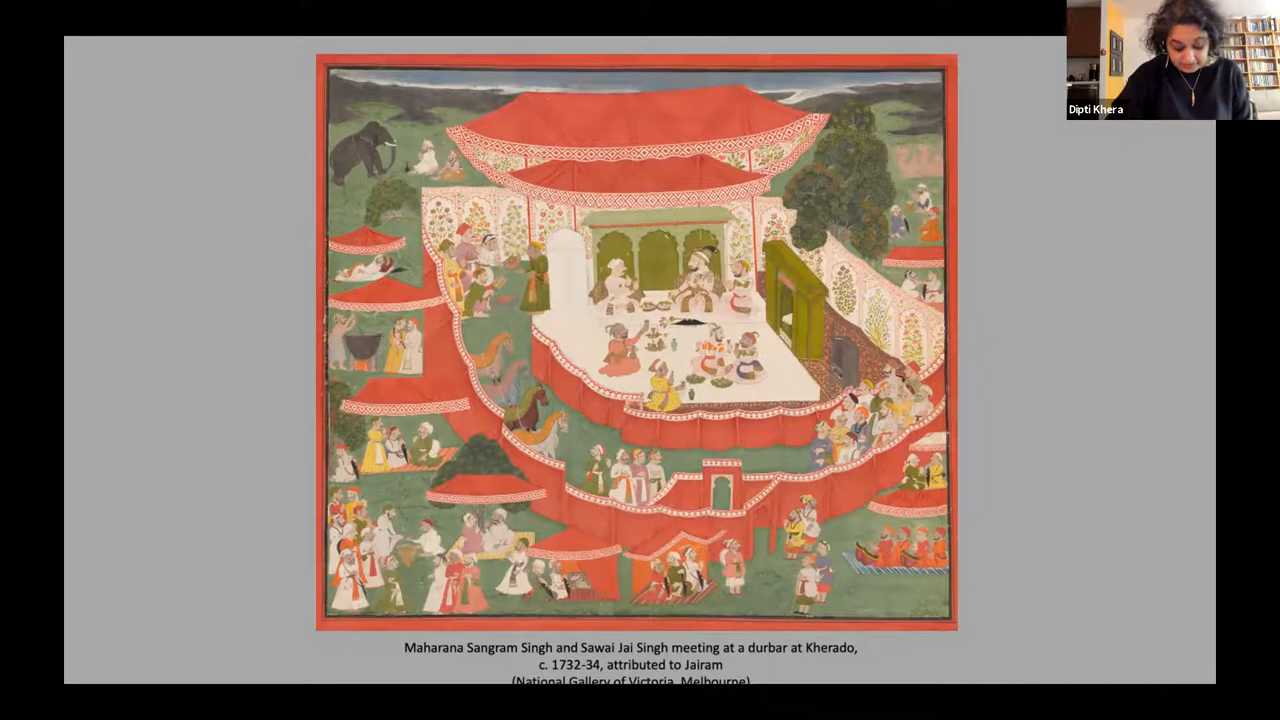 Dipti Khera
Maharana Sangram Singh and Sawai Jai Singh meeting at a durbar at Kherado,
c. 1732-34, attributed to Jairam
(National Gallery of Victoria, Melbourne)